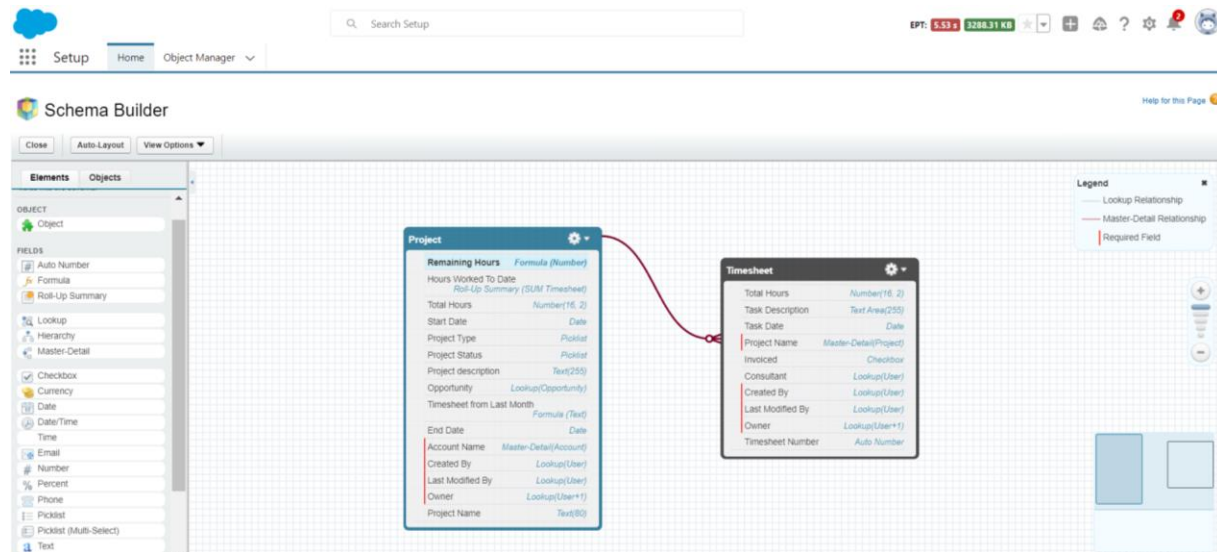 Search Setup
EPT: 5.53 s 3288.31 KB
2
Setup Home Object Manager
Schema Builder
Help for this Page
Close Auto-Layout View Options
Elements Objects
OBJECT
Object
FIELDS
Auto Number
Formula
Roll-Up Summary
Lookup
Hierarchy
Master-Detail
Checkbox
Currency
Date
Date/Time
Time
Email
Number
Percent
Phone
Picklist
Picklist (Multi-Select)
Text
Project
Remaining Hours Formula (Number)
Hours Worked To Date
Roll-Up Summary (SUM Timesheet)
Total Hours Number(16, 2)
Start Date Date
Project Type Picklist
Project Status Picklist
Project description Text(255)
Opportunity Lookup(Opportunity)
Timesheet from Last Month
Formula (Text)
End Date Date
Account Name Master-Detail(Account)
Created By Lookup(User)
Last Modified By Lookup(User)
Owner Lookup(User+1)
Project Name Text(80)
Timesheet
Total Hours Number(16, 2)
Task Description Text Area(255)
Task Date Date
Project Name Master-Detail(Project)
Invoiced Checkbox
Consultant Lookup(User)
Created By Lookup(User)
Last Modified By Lookup(User)
Owner Lookup(User+1)
Timesheet Number Auto Number
Legend
Lookup Relationship
Master-Detail Relationship
Required Field